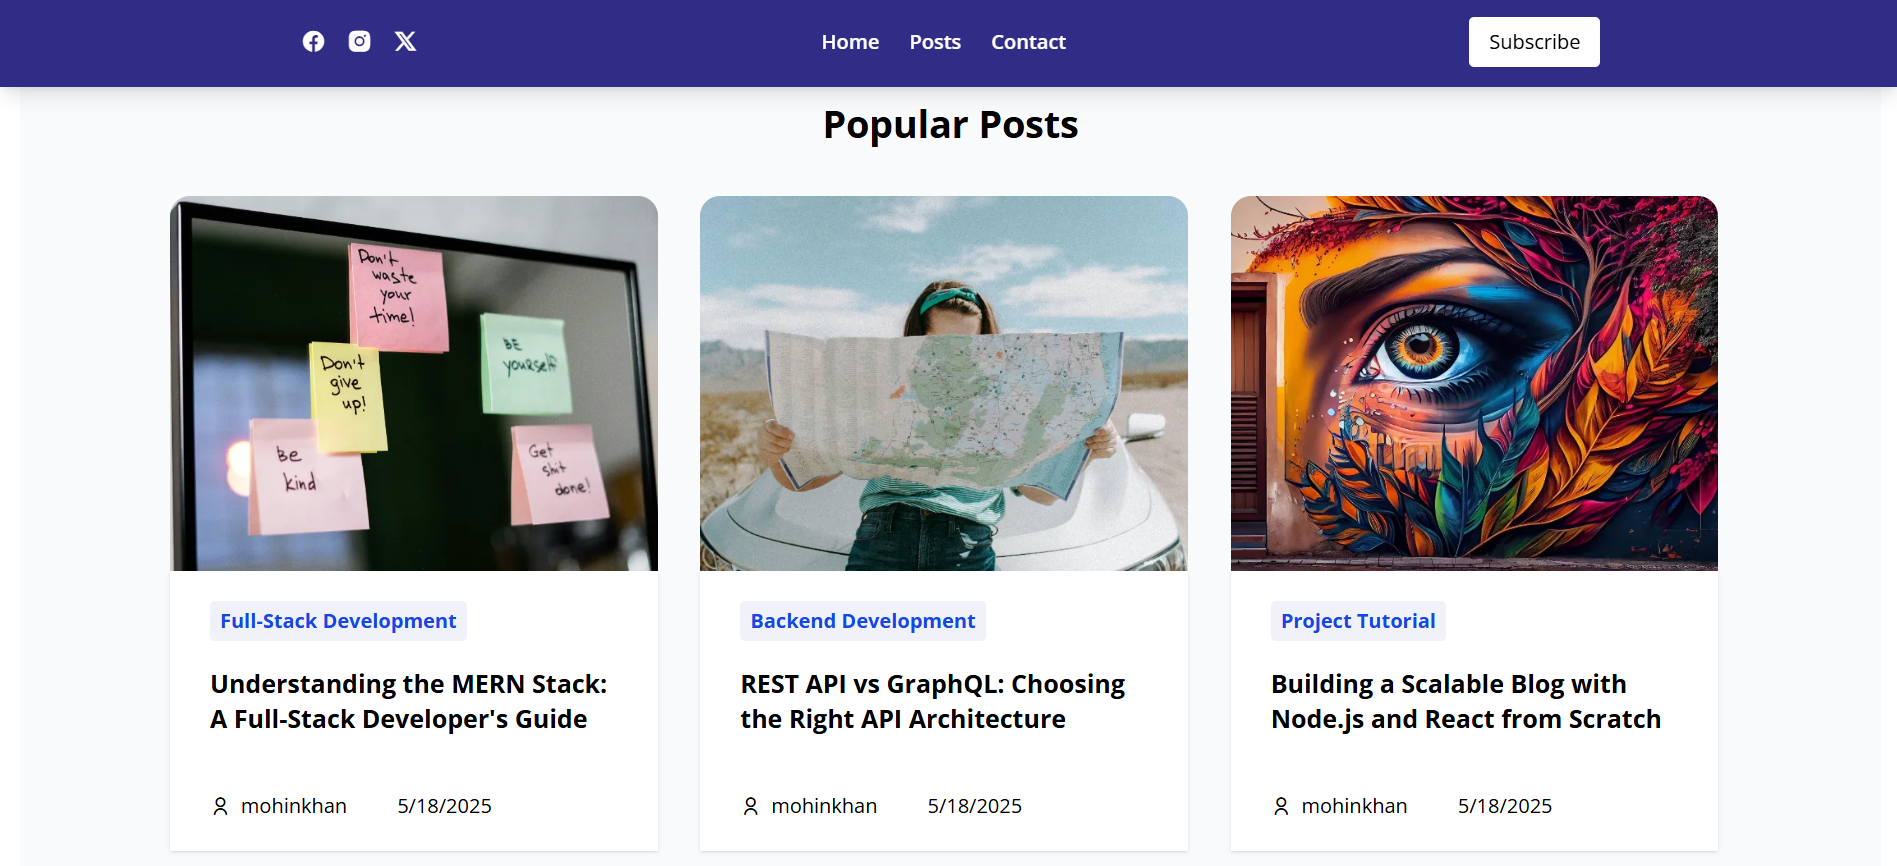 Home Posts Contact Subscribe
Popular Posts
Don't
waste
your
time!
Don't
give
up!
BE
yourself
Be
kind
Get
shit
done!
Full-Stack Development
Understanding the MERN Stack:
A Full-Stack Developer's Guide
mohinkhan 5/18/2025
Backend Development
REST API vs GraphQL: Choosing
the Right API Architecture
mohinkhan 5/18/2025
Project Tutorial
Building a Scalable Blog with
Node.js and React from Scratch
mohinkhan 5/18/2025